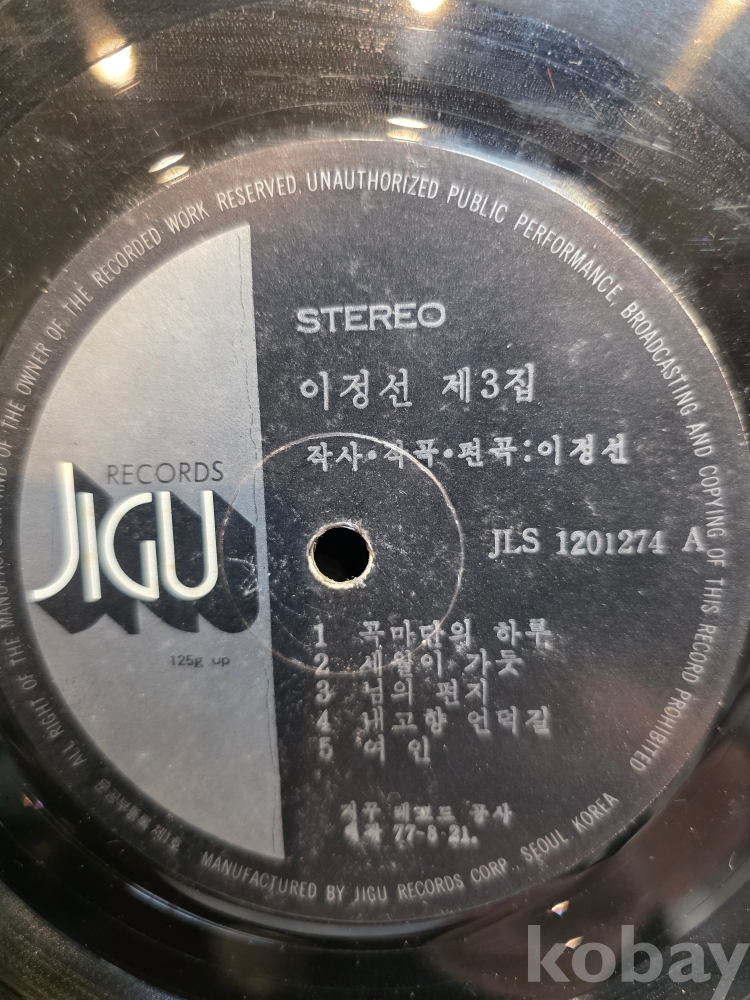 ALL RIGHT OF THE MANUFACTURER AND OF THE OWNER OF THE RECORDED WORK RESERVED, UNAUTHORIZED PUBLIC PERFORMANCE, BROADCASTING AND COPYING OF THIS RECORD PROHIBITED
STEREO
이정선 제3집
작사•작곡•편곡:이정선
RECORDS
JIGU
JLS 1201274 A
125g up
1 곡마단의 하루
2 세월이 가듯
3 님의 편지
4 내고향 언덕길
5 여인
지구 레코드 공사
제작 77-8-21.
MANUFACTURED BY JIGU RECORDS CORP., SEOUL KOREA
kobay